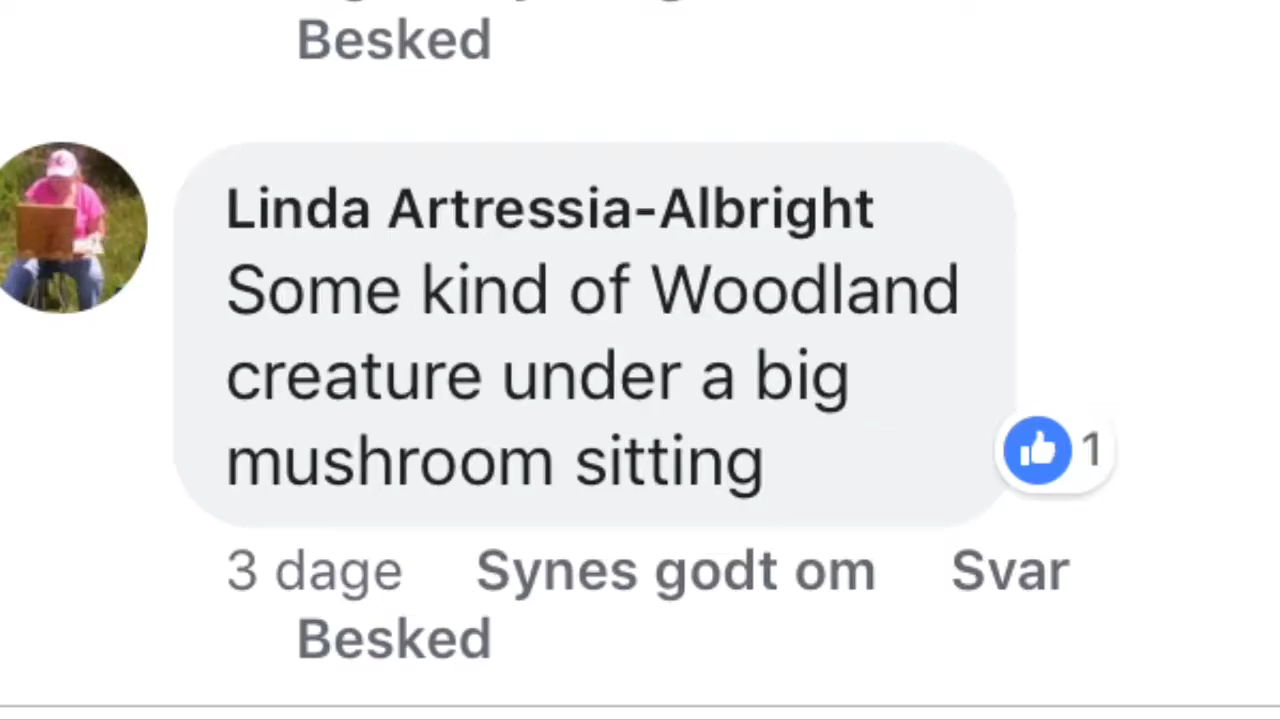 Besked
Linda Artressia-Albright
Some kind of Woodland
creature under a big
mushroom sitting
1
3 dage Synes godt om Svar
Besked